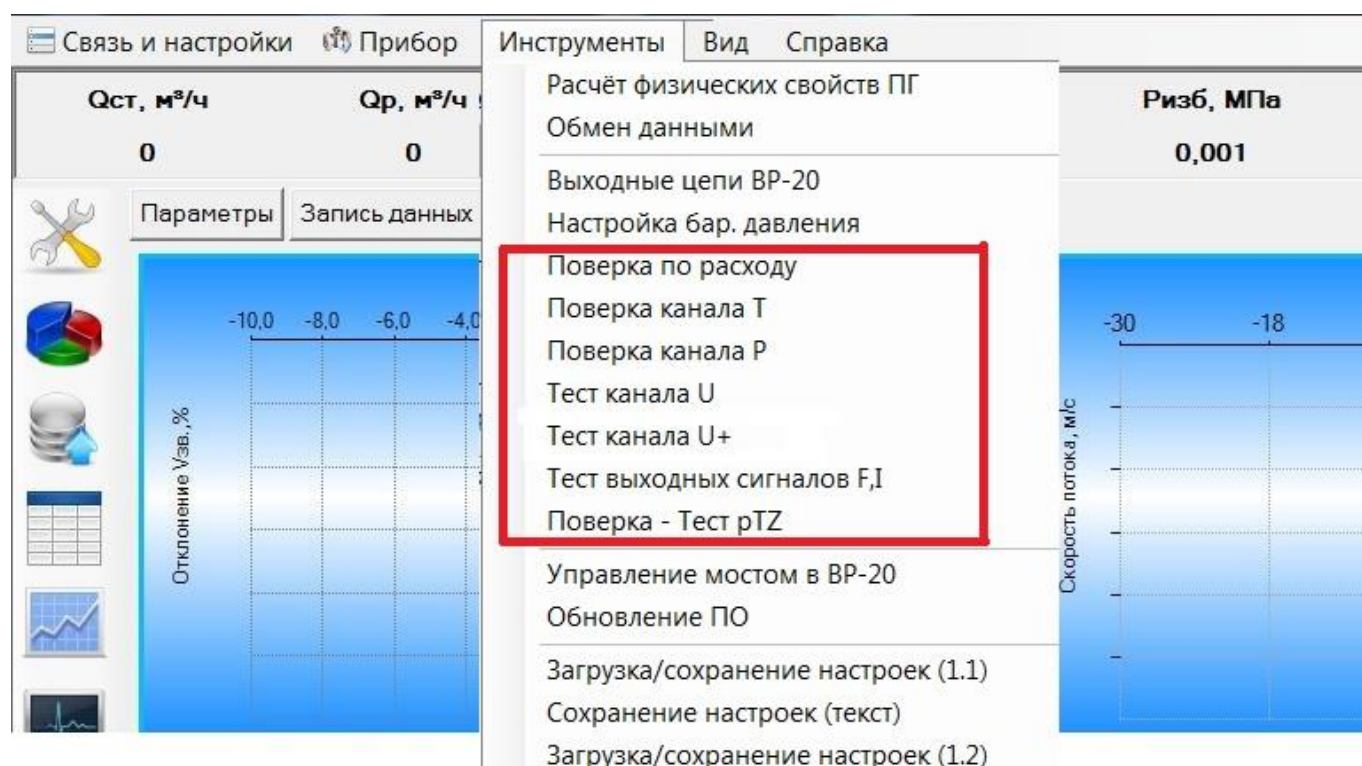 Связь и настройки Прибор Инструменты Вид Справка
Qст, м³/ч Qр, м³/ч Pизб, МПа
0 0 0,001
Параметры Запись данных
Расчёт физических свойств ПГ
Обмен данными
Выходные цепи ВР-20
Настройка бар. давления
Поверка по расходу
Поверка канала T
Поверка канала P
Тест канала U
Тест канала U+
Тест выходных сигналов F,I
Поверка - Тест pTZ
Управление мостом в ВР-20
Обновление ПО
Загрузка/сохранение настроек (1.1)
Сохранение настроек (текст)
Загрузка/сохранение настроек (1.2)
-10,0 -8,0 -6,0 -4,0
Отклонение Vзв.,%
-30 -18
Скорость потока, м/с